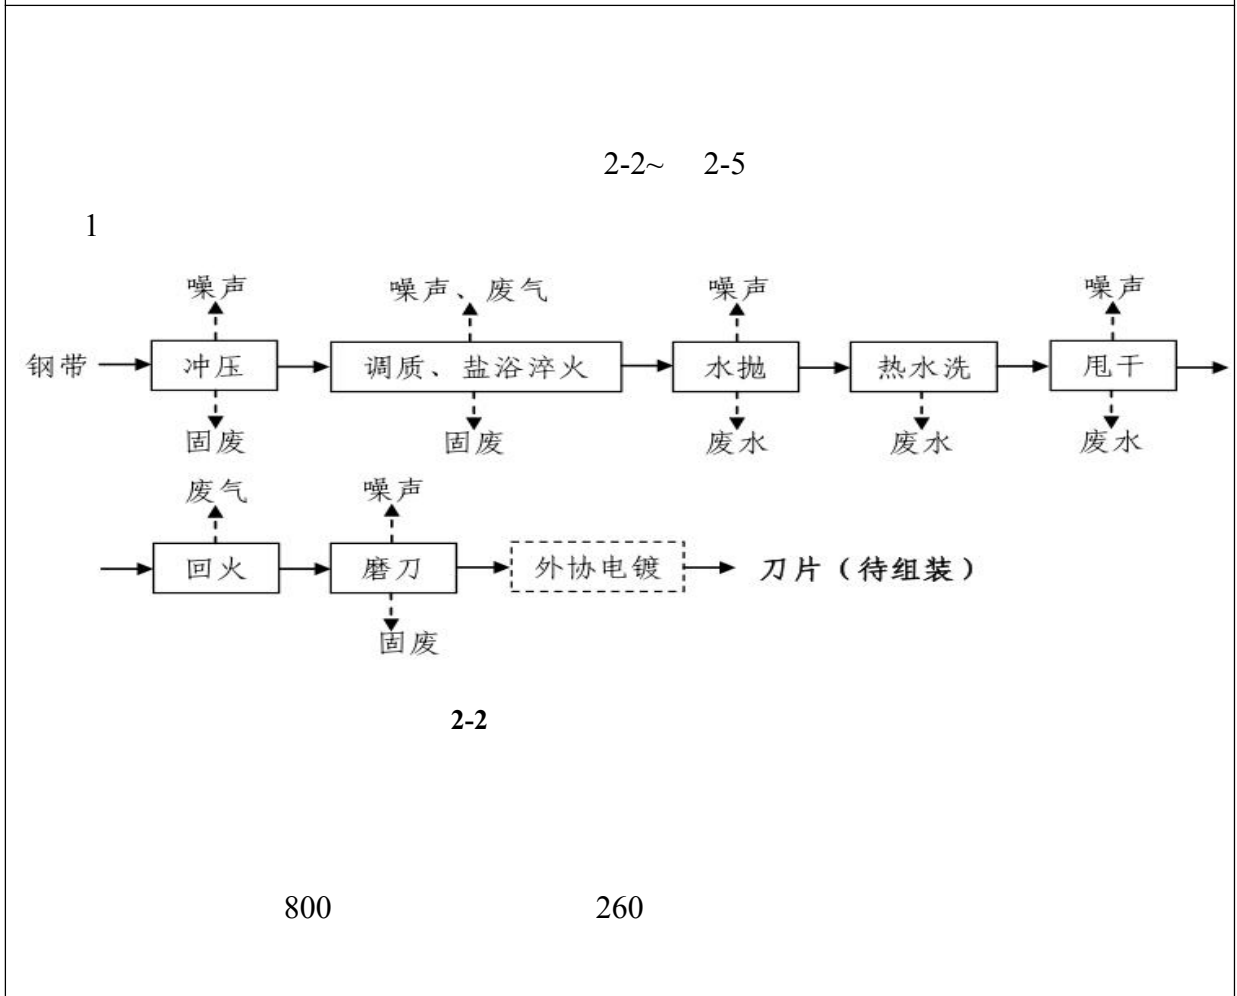 2-2~ 2-5
1
噪声 噪声、废气 噪声 噪声
钢带 冲压 调质、盐浴淬火 水抛 热水洗 甩干
固废 固废 废水 废水 废水
废气 噪声
回火 磨刀 外协电镀 刀片（待组装）
固废
2-2
800 260